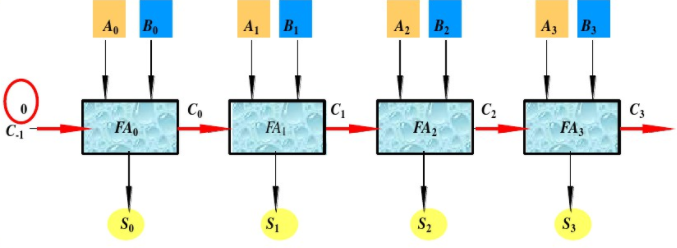 A0 B0 A1 B1 A2 B2 A3 B3
0 C0 C1 C2 C3
C-1 FA0 FA1 FA2 FA3
S0 S1 S2 S3